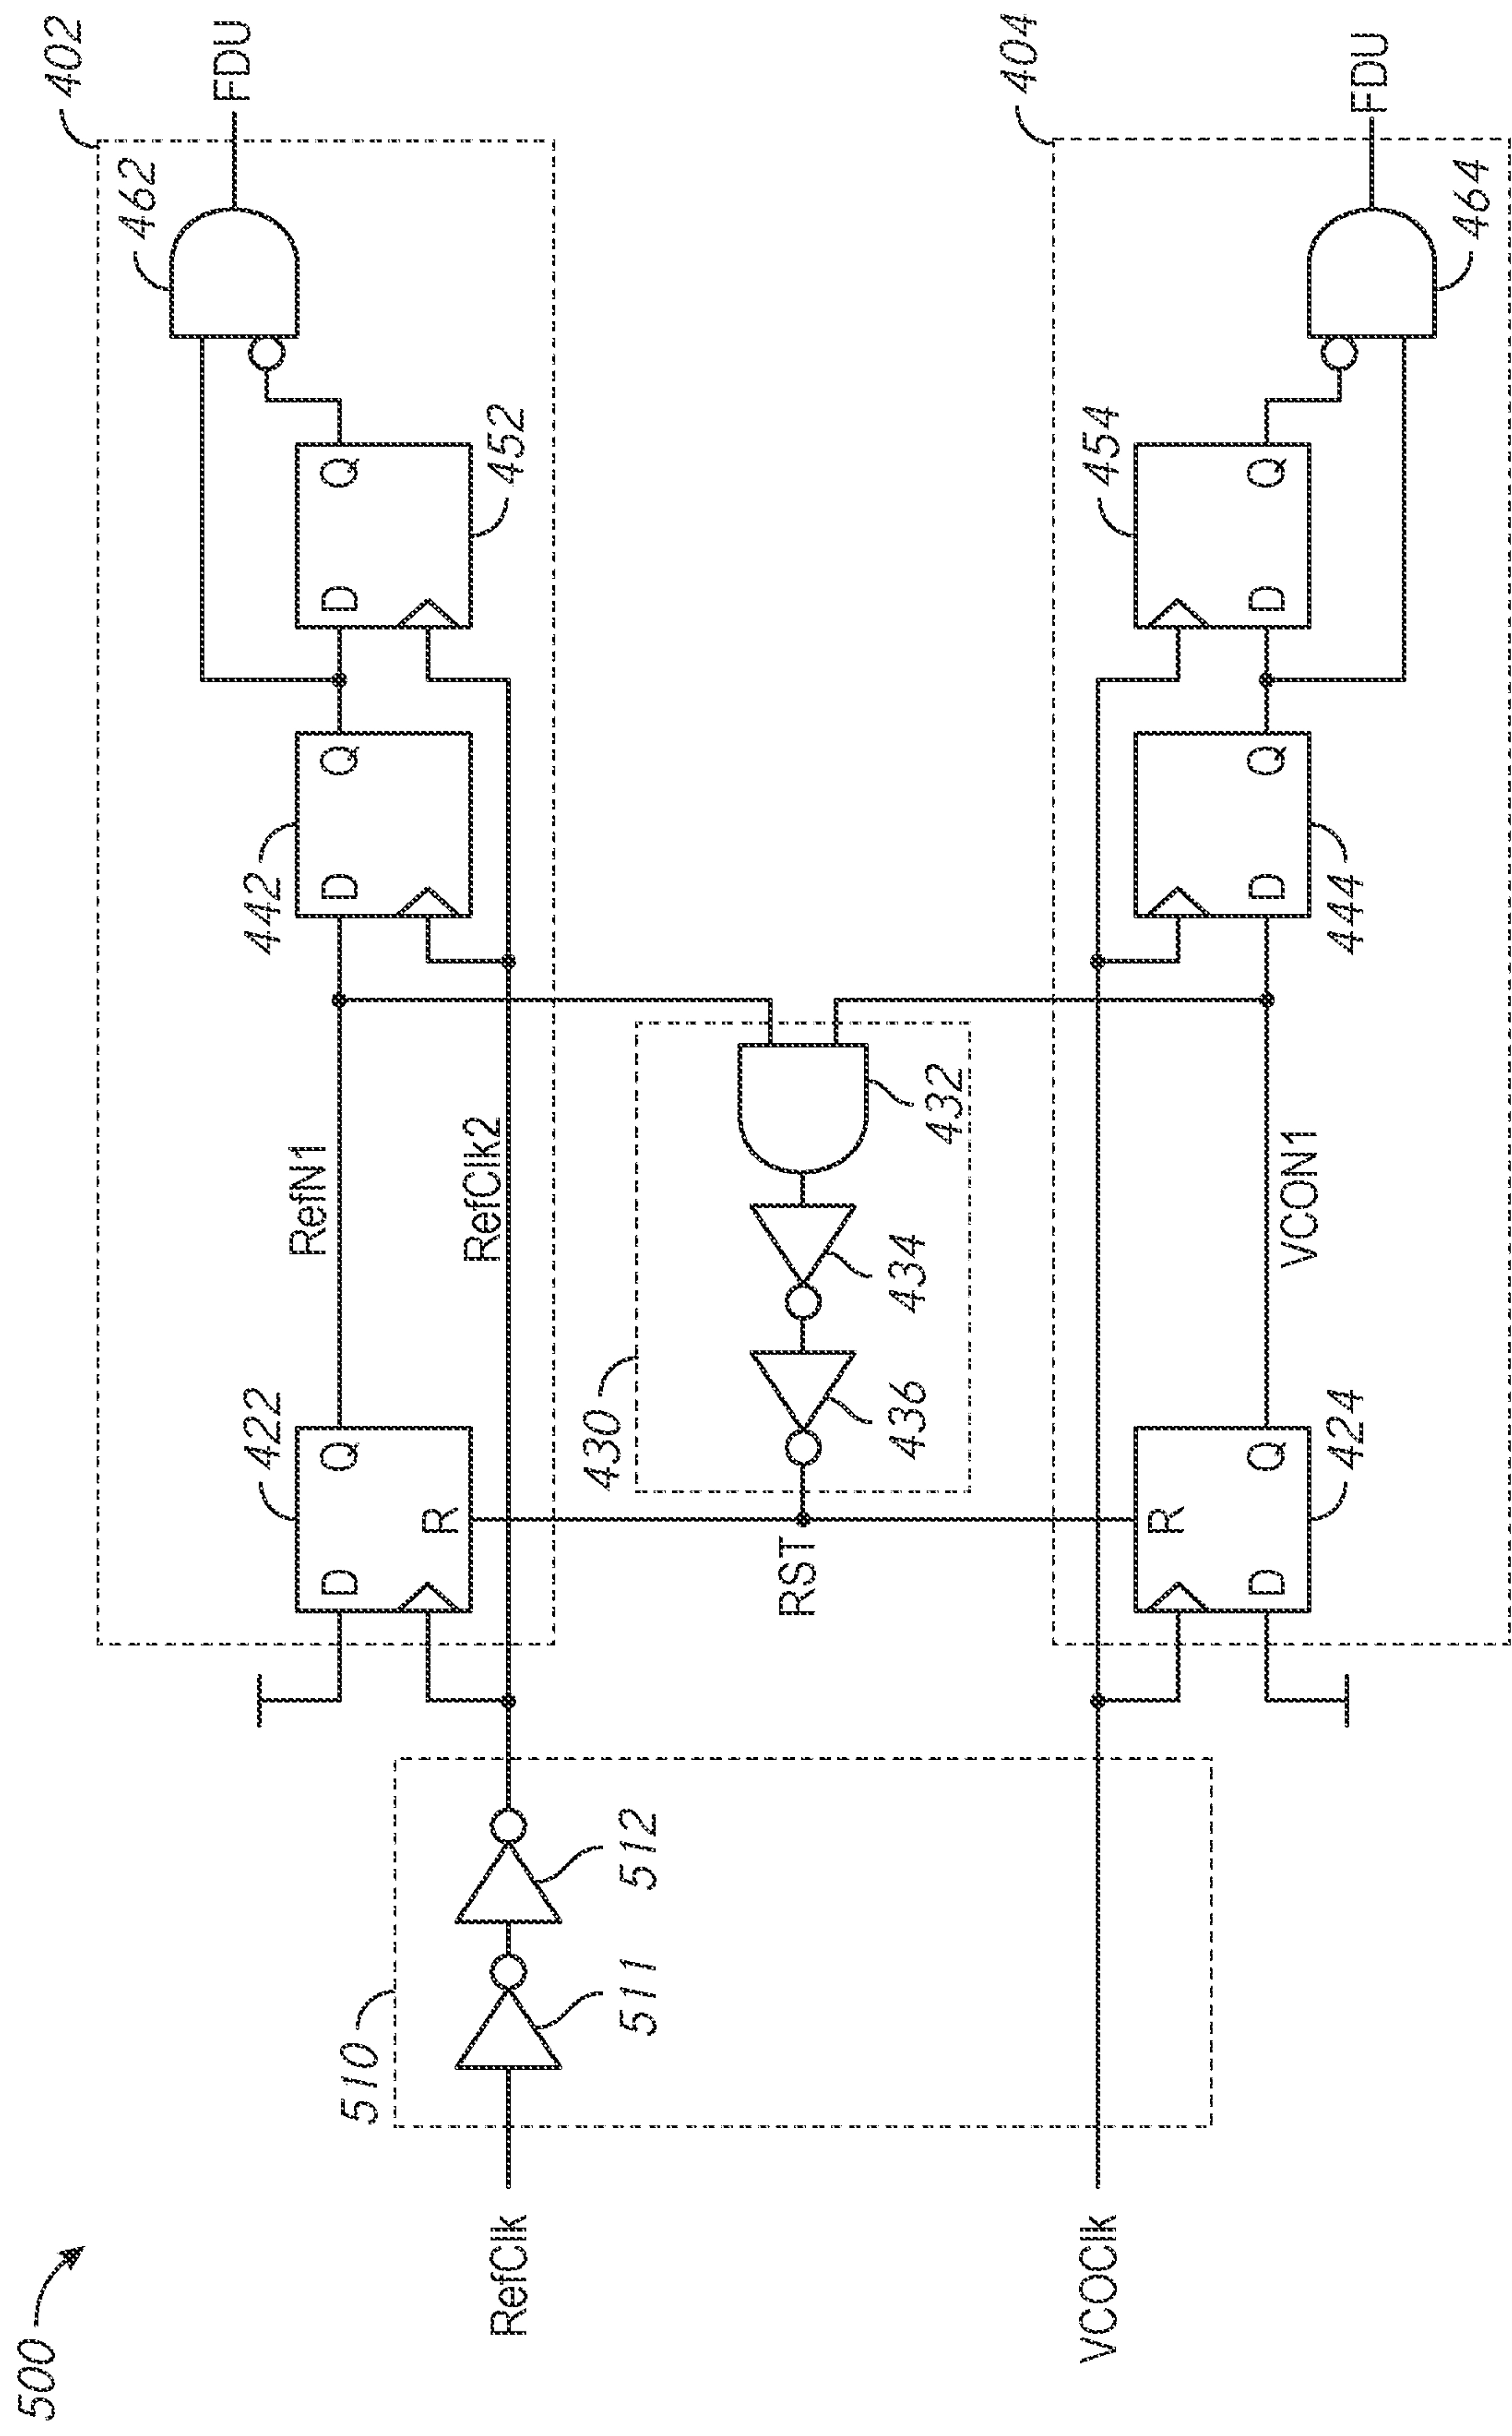 500
RefClk
VCOClk
510
511
512
402
422
D
Q
R
RefN1
RefClk2
442
D
Q
D
Q
452
462
FDU
430
432
434
436
RST
404
R
D
Q
424
VCON1
D
Q
444
454
D
Q
464
FDU